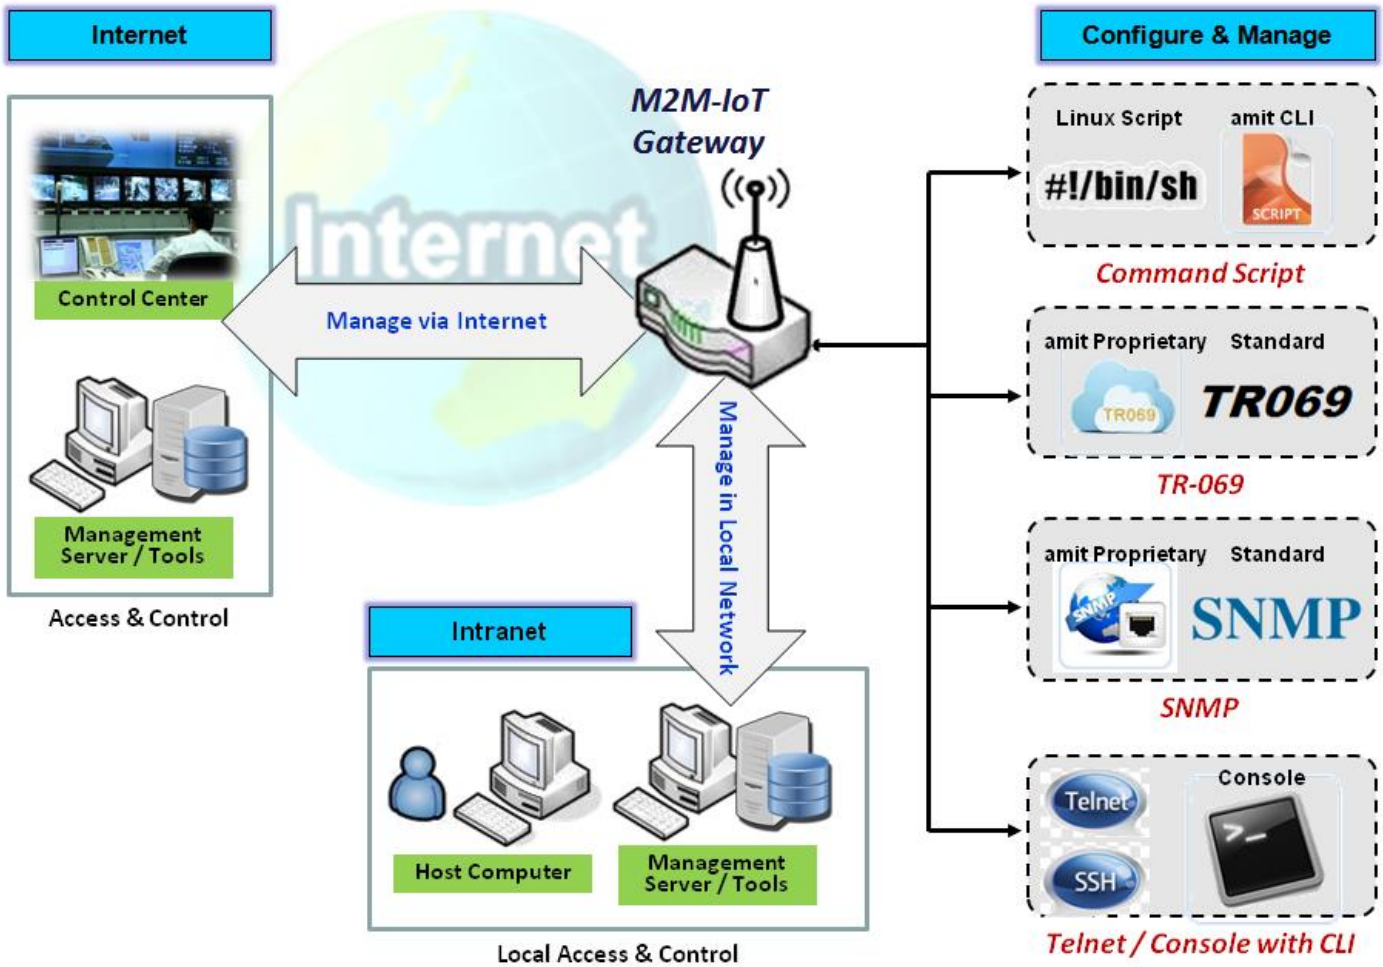 Internet
Configure & Manage
M2M-IoT
Gateway
Internet
Control Center
Manage via Internet
Management
Server / Tools
Access & Control
Manage in Local Network
Intranet
Host Computer
Management
Server / Tools
Local Access & Control
Linux Script
amit CLI
#!/bin/sh
SCRIPT
Command Script
amit Proprietary
Standard
TR069
TR069
TR-069
amit Proprietary
Standard
SNMP
SNMP
SNMP
Telnet
Console
>_
SSH
Telnet / Console with CLI